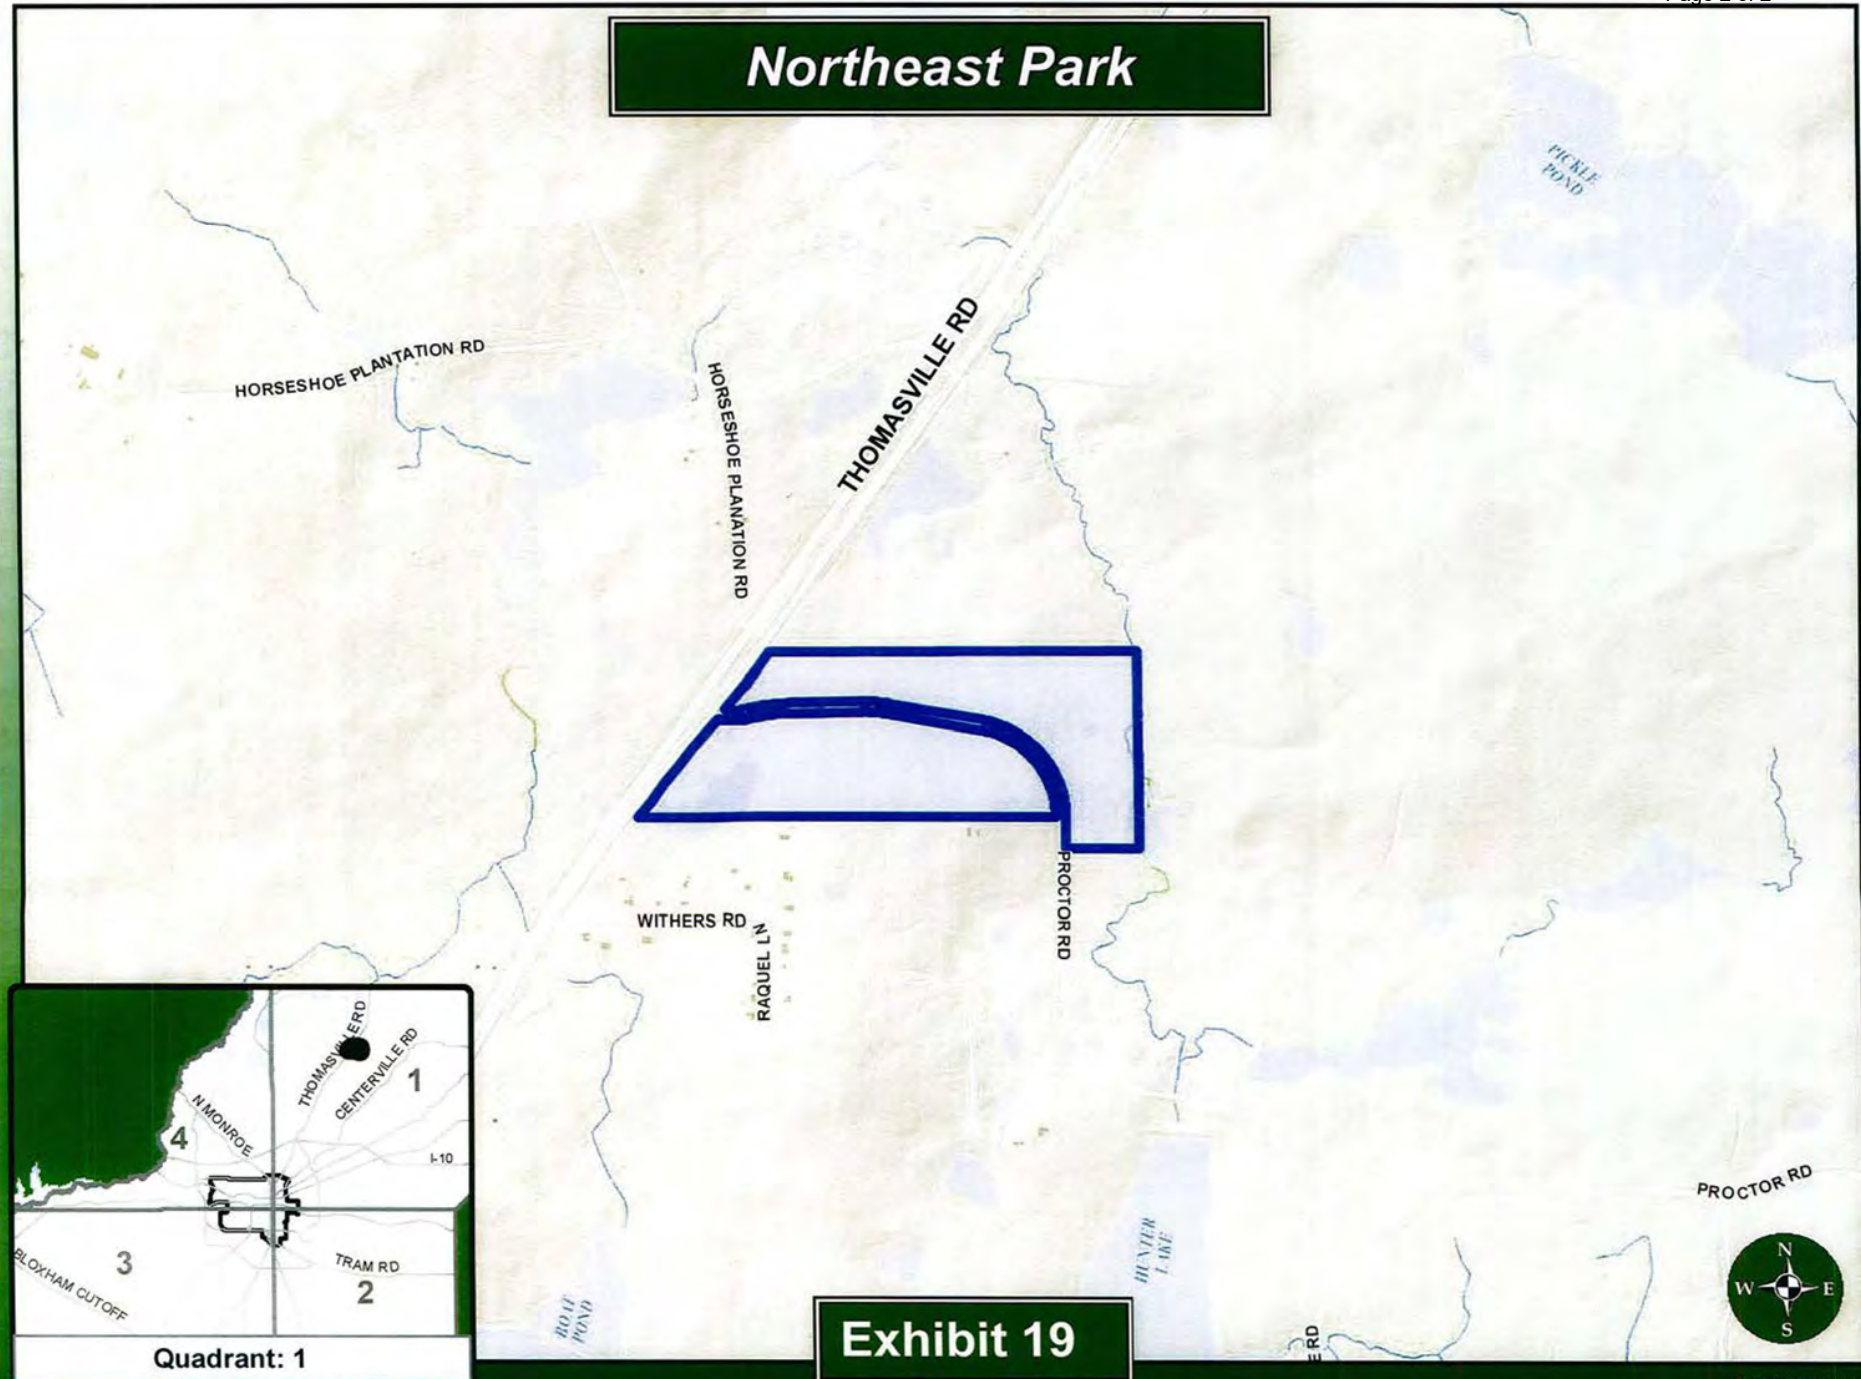 Northeast Park
PICKLE
POND
THOMASVILLE RD
HORSESHOE PLANTATION RD
HORSESHOE PLANATION RD
PROCTOR RD
WITHERS RD
RAQUEL LN
THOMASVILLE RD
CENTERVILLE RD
1
N MONROE
4
I-10
3
TRAM RD
2
BLOXHAM CUTOFF
Quadrant: 1
PROCTOR RD
HUNTER
LAKE
BOAT
POND
N
W E
S
E RD
Exhibit 19